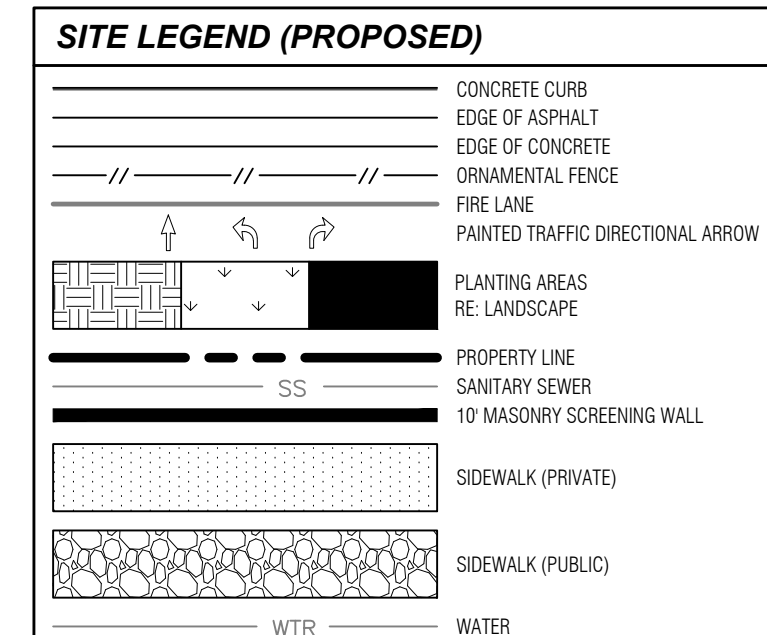 SITE LEGEND (PROPOSED)
CONCRETE CURB
EDGE OF ASPHALT
EDGE OF CONCRETE
// // // ORNAMENTAL FENCE
FIRE LANE
PAINTED TRAFFIC DIRECTIONAL ARROW
PLANTING AREAS
RE: LANDSCAPE
PROPERTY LINE
SS SANITARY SEWER
10' MASONRY SCREENING WALL
SIDEWALK (PRIVATE)
SIDEWALK (PUBLIC)
WTR WATER